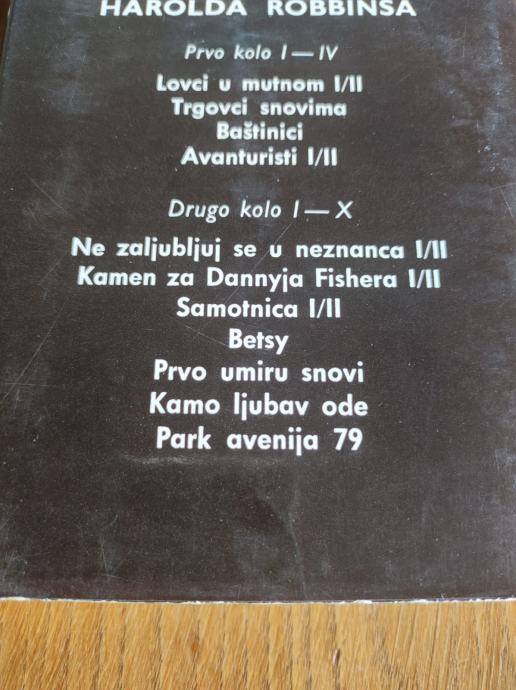 HAROLDA ROBBINSA
Prvo kolo I — IV
Lovci u mutnom I/II
Trgovci snovima
Baštinici
Avanturisti I/II
Drugo kolo I — X
Ne zaljubljuj se u neznanca I/II
Kamen za Dannyja Fishera I/II
Samotnica I/II
Betsy
Prvo umiru snovi
Kamo ljubav ode
Park avenija 79